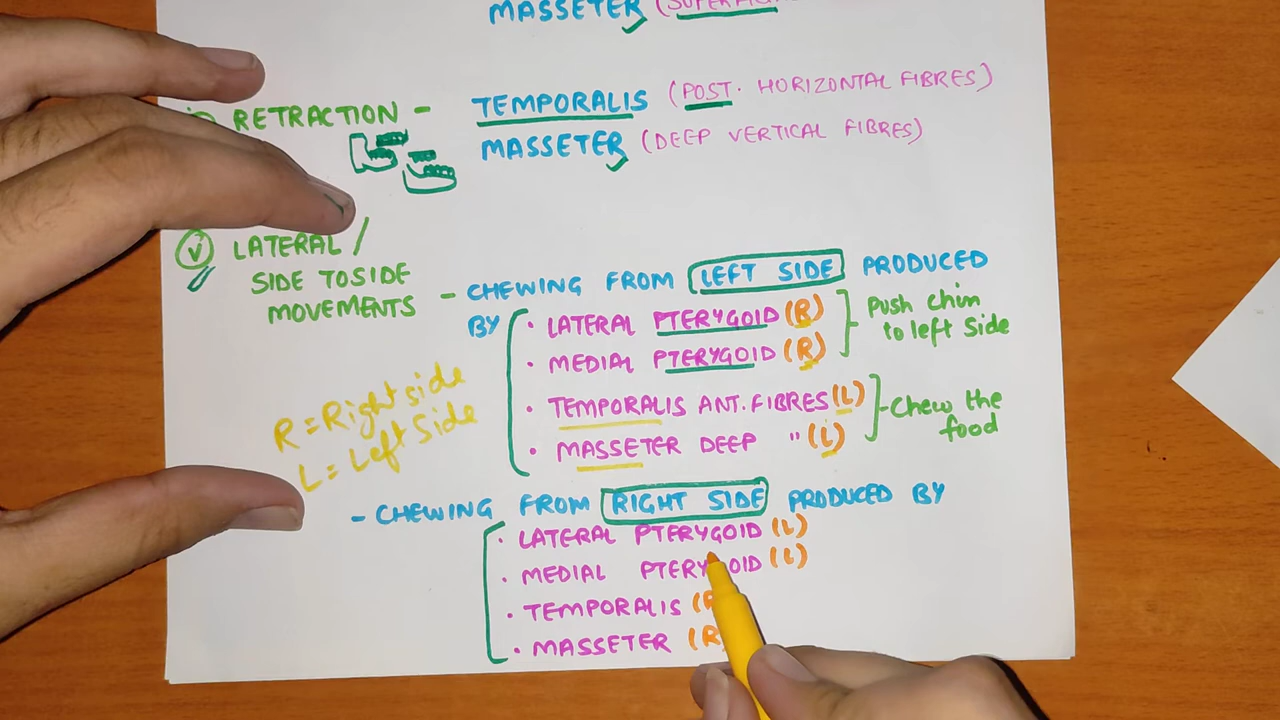 MASSETER (SUPERFICIAL
RETRACTION - TEMPORALIS (POST. HORIZONTAL FIBRES)
MASSETER (DEEP VERTICAL FIBRES)
(V) LATERAL /
SIDE TO SIDE
MOVEMENTS
- CHEWING FROM LEFT SIDE PRODUCED
BY
• LATERAL PTERYGOID (R)
• MEDIAL PTERYGOID (R)
Push chin
to left side
• TEMPORALIS ANT. FIBRES (L)
• MASSETER DEEP " (L)
Chew the
food
R = Right side
L = Left Side
- CHEWING FROM RIGHT SIDE PRODUCED BY
• LATERAL PTERYGOID (L)
• MEDIAL PTERYGOID (L)
• TEMPORALIS (R
• MASSETER (R